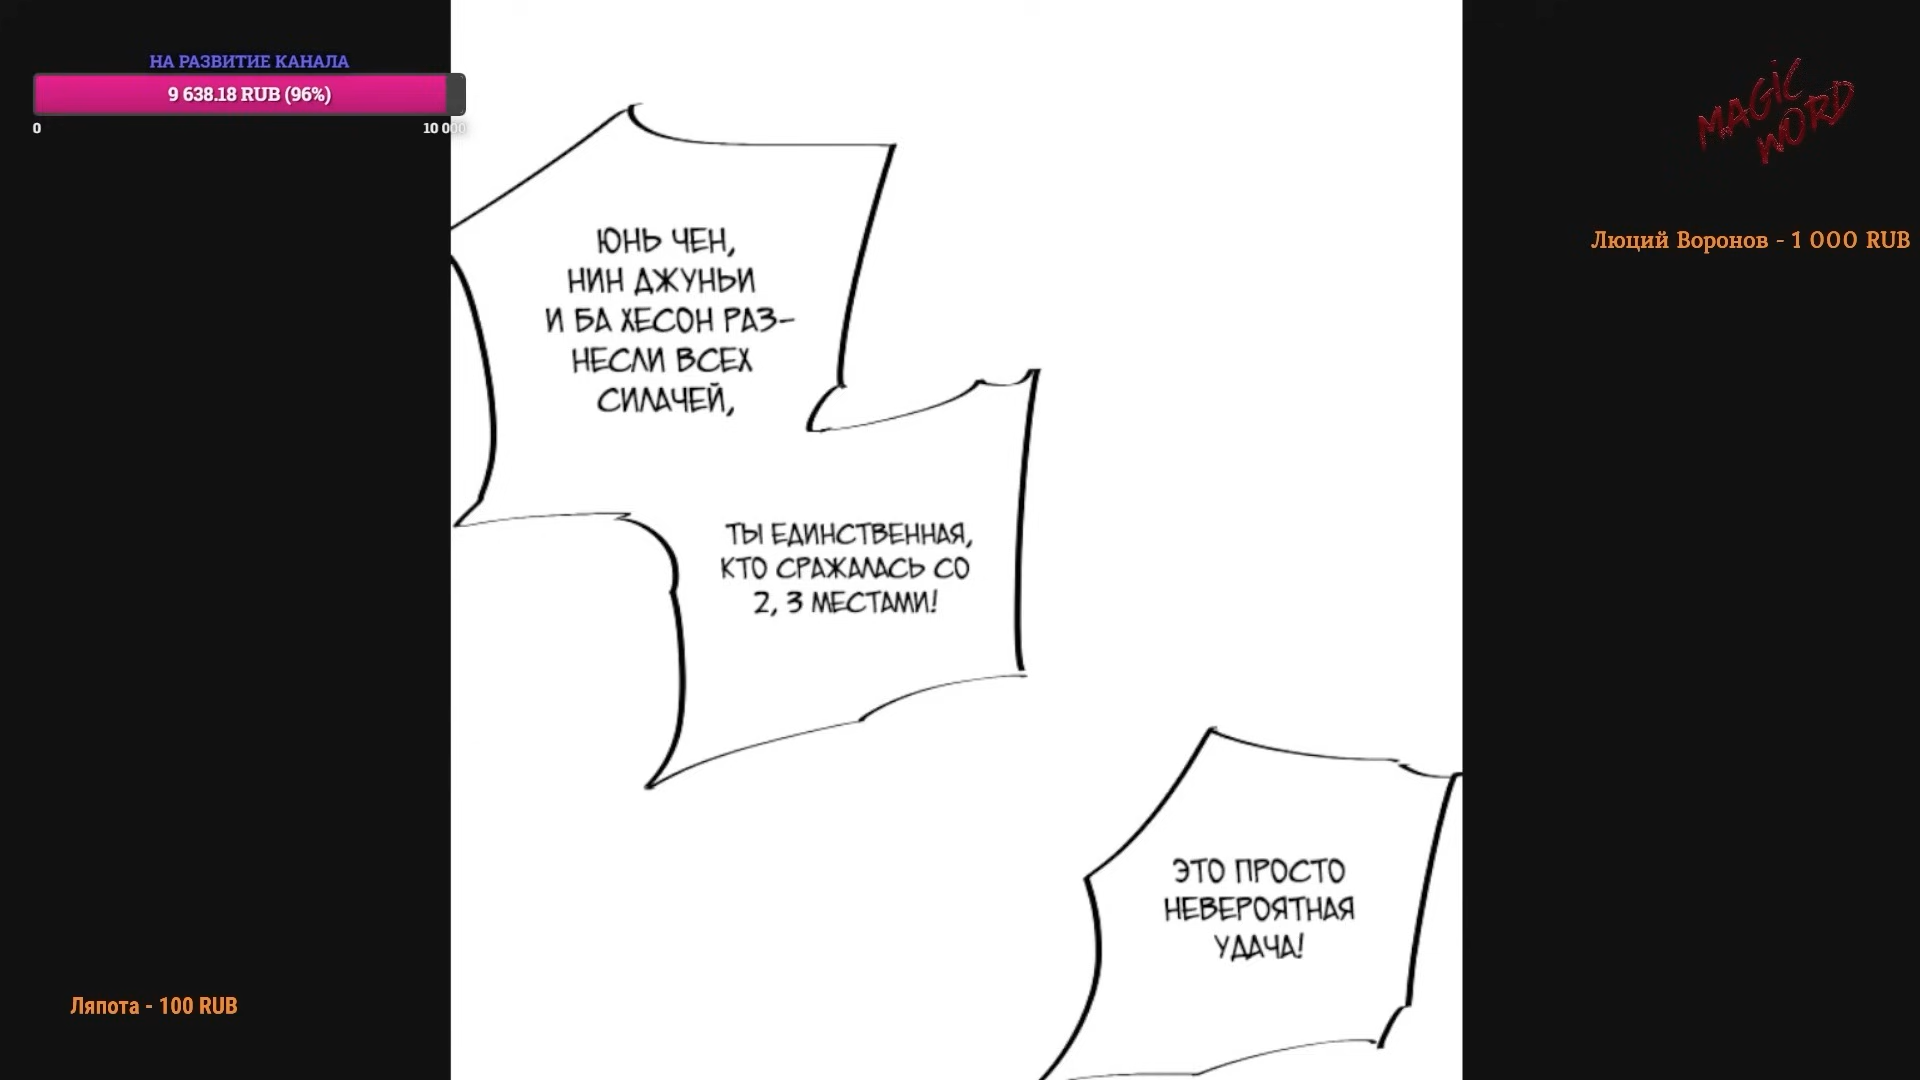 НА РАЗВИТИЕ КАНАЛА
9 638.18 RUB (96%)
0
10 000
MAGIC
WORD
Люций Воронов - 1 000 RUB
ЮНЬ ЧЕН,
НИН ДЖУНЬИ
И БА ХЕСОН РАЗ-
НЕСЛИ ВСЕХ
СИЛАЧЕЙ,
ТЫ ЕДИНСТВЕННАЯ,
КТО СРАЖАЛАСЬ СО
2, 3 МЕСТАМИ!
ЭТО ПРОСТО
НЕВЕРОЯТНАЯ
УДАЧА!
Ляпота - 100 RUB